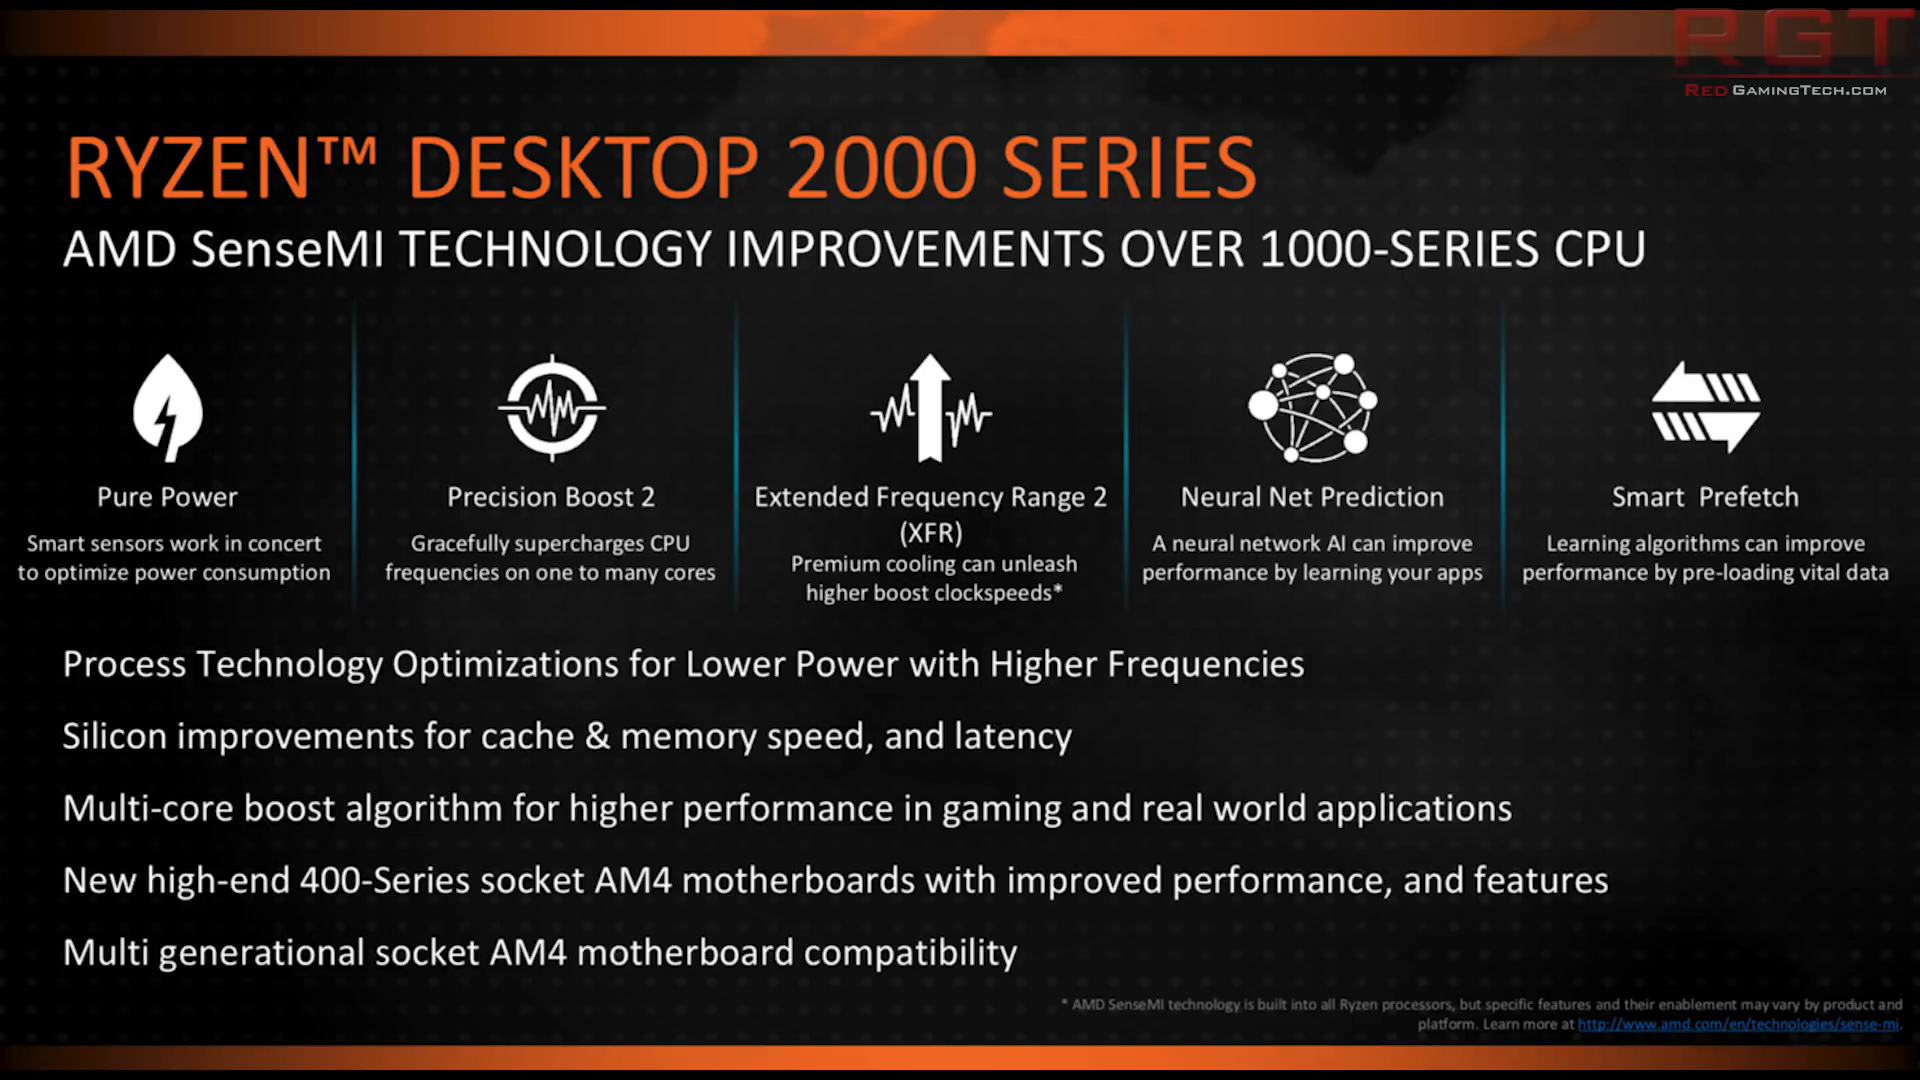 RGT
RED GAMINGTECH.COM
RYZEN™ DESKTOP 2000 SERIES
AMD SenseMI TECHNOLOGY IMPROVEMENTS OVER 1000-SERIES CPU
Pure Power
Smart sensors work in concert
to optimize power consumption
Precision Boost 2
Gracefully supercharges CPU
frequencies on one to many cores
Extended Frequency Range 2
(XFR)
Premium cooling can unleash
higher boost clockspeeds*
Neural Net Prediction
A neural network AI can improve
performance by learning your apps
Smart Prefetch
Learning algorithms can improve
performance by pre-loading vital data
Process Technology Optimizations for Lower Power with Higher Frequencies
Silicon improvements for cache & memory speed, and latency
Multi-core boost algorithm for higher performance in gaming and real world applications
New high-end 400-Series socket AM4 motherboards with improved performance, and features
Multi generational socket AM4 motherboard compatibility
* AMD SenseMI technology is built into all Ryzen processors, but specific features and their enablement may vary by product and
platform. Learn more at http://www.amd.com/en/technologies/sense-mi.